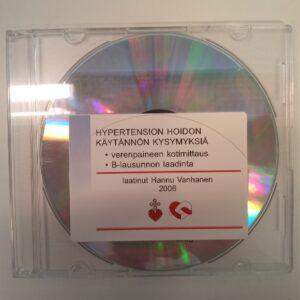 HYPERTENSION HOIDON
KÄYTÄNNÖN KYSYMYKSIÄ
• verenpaineen kotimittaus
• B-lausunnon laadinta
laatinut Hannu Vanhanen
2006